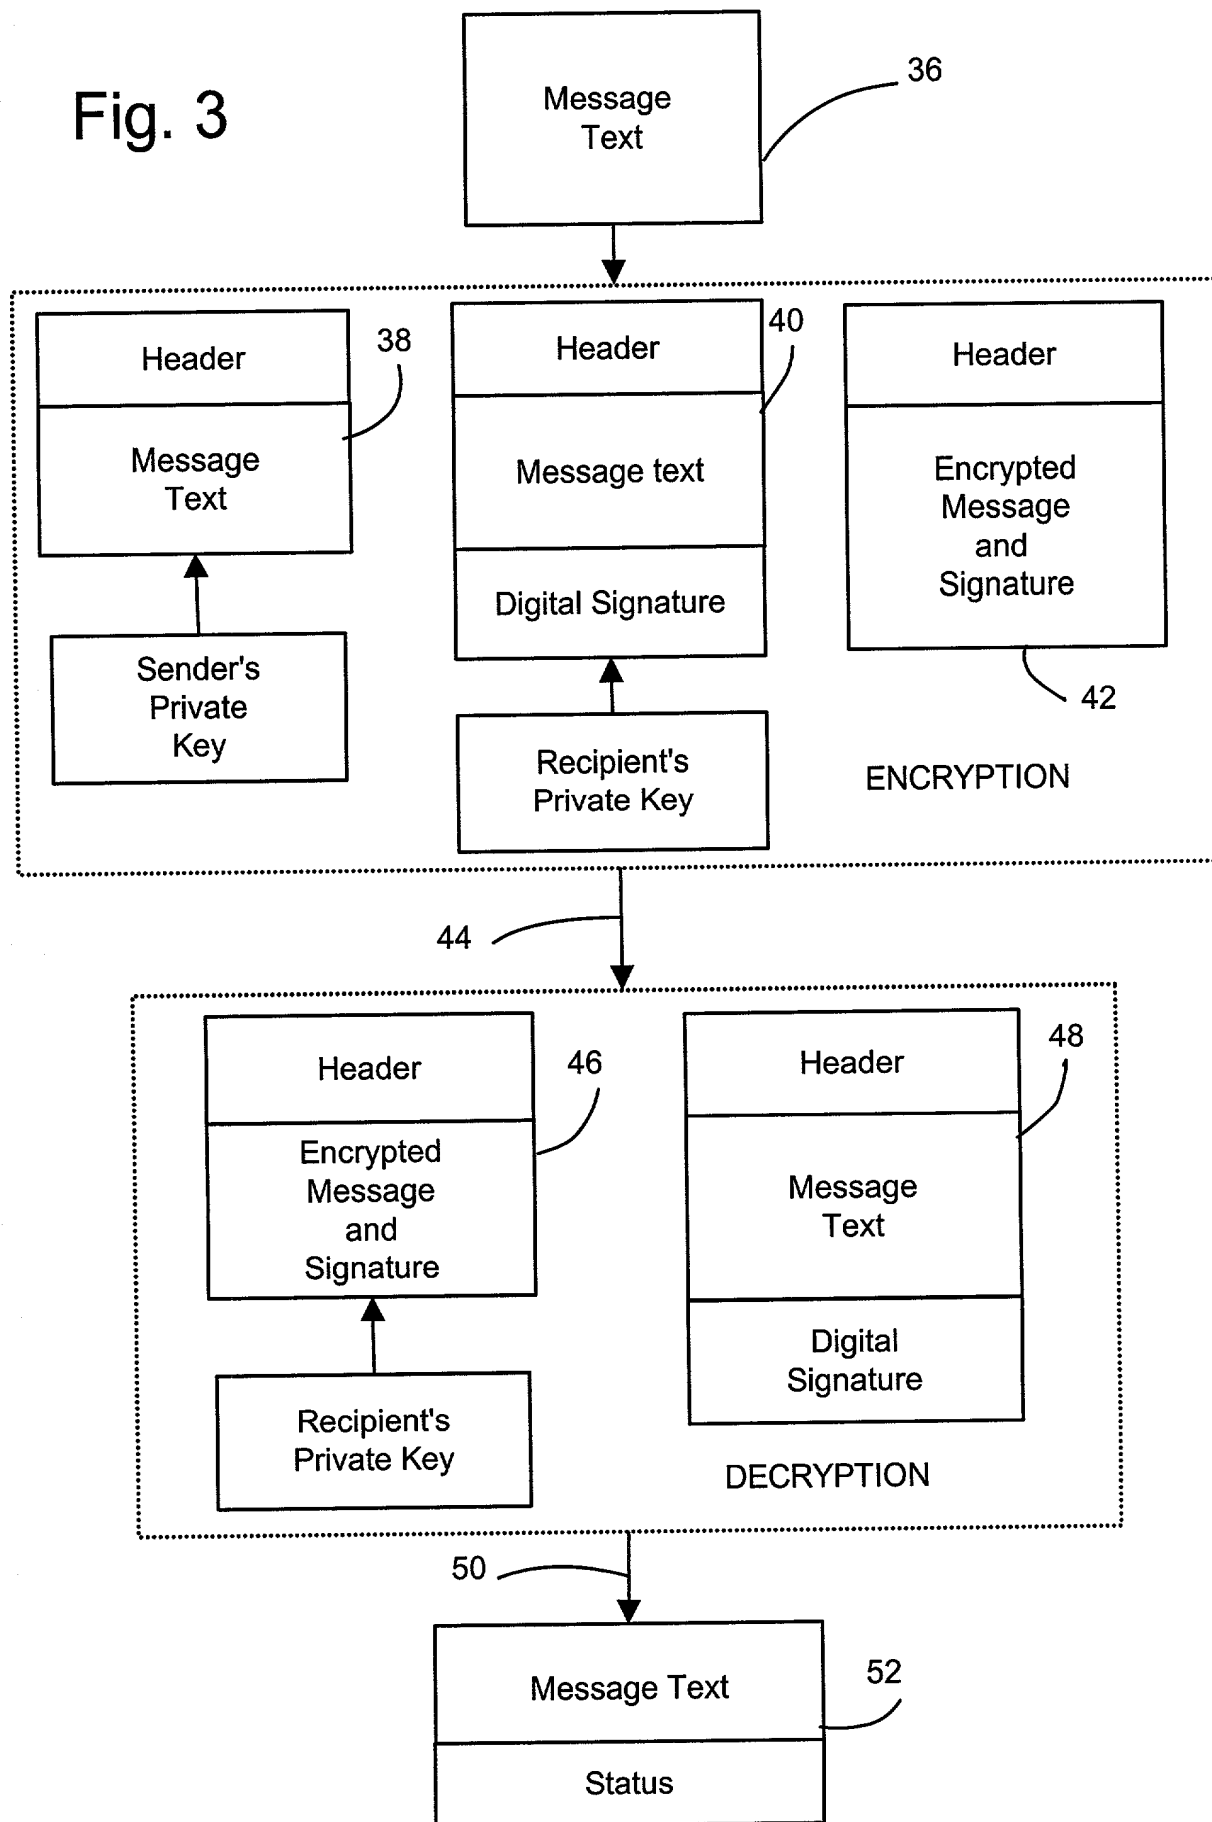 Fig. 3
Message
Text
36
Header
Message
Text
38
Sender's
Private
Key
Header
Message text
Digital Signature
40
Recipient's
Private Key
Header
Encrypted
Message
and
Signature
42
ENCRYPTION
44
Header
Encrypted
Message
and
Signature
46
Recipient's
Private Key
Header
Message
Text
Digital
Signature
48
DECRYPTION
50
Message Text
Status
52